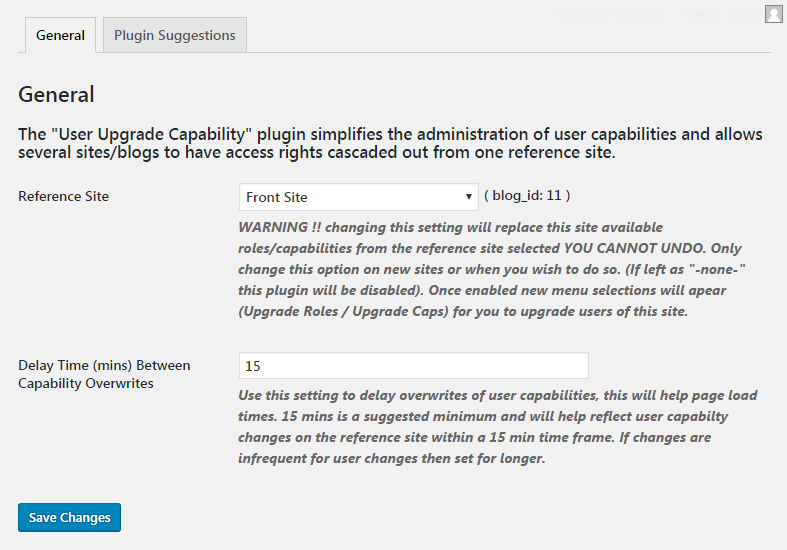 General
Plugin Suggestions
General
The "User Upgrade Capability" plugin simplifies the administration of user capabilities and allows
several sites/blogs to have access rights cascaded out from one reference site.
Reference Site
Front Site
( blog_id: 11 )
WARNING !! changing this setting will replace this site available
roles/capabilities from the reference site selected YOU CANNOT UNDO. Only
change this option on new sites or when you wish to do so. (If left as "-none-"
this plugin will be disabled). Once enabled new menu selections will apear
(Upgrade Roles / Upgrade Caps) for you to upgrade users of this site.
Delay Time (mins) Between
Capability Overwrites
15
Use this setting to delay overwrites of user capabilities, this will help page load
times. 15 mins is a suggested minimum and will help reflect user capabilty
changes on the reference site within a 15 min time frame. If changes are
infrequent for user changes then set for longer.
Save Changes